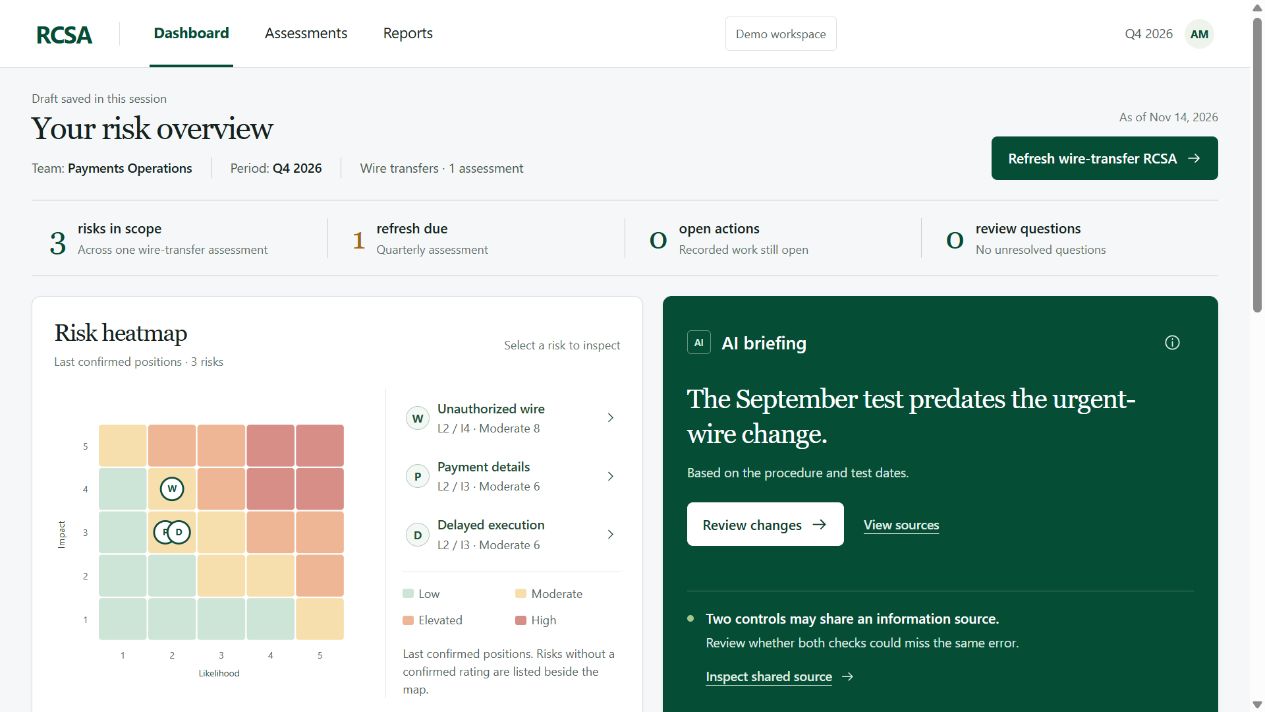 RCSA
Dashboard
Assessments
Reports
Demo workspace
Q4 2026
AM
Draft saved in this session
Your risk overview
Team: Payments Operations
Period: Q4 2026
Wire transfers · 1 assessment
As of Nov 14, 2026
Refresh wire-transfer RCSA →
3
risks in scope
Across one wire-transfer assessment
1
refresh due
Quarterly assessment
0
open actions
Recorded work still open
0
review questions
No unresolved questions
Risk heatmap
Last confirmed positions · 3 risks
Select a risk to inspect
5
4
3
2
1
Impact
W
P
D
1
2
3
4
5
Likelihood
W
Unauthorized wire
L2 / I4 · Moderate 8
P
Payment details
L2 / I3 · Moderate 6
D
Delayed execution
L2 / I3 · Moderate 6
Low
Moderate
Elevated
High
Last confirmed positions. Risks without a
confirmed rating are listed beside the
map.
AI
AI briefing
The September test predates the urgent-
wire change.
Based on the procedure and test dates.
Review changes →
View sources
Two controls may share an information source.
Review whether both checks could miss the same error.
Inspect shared source →